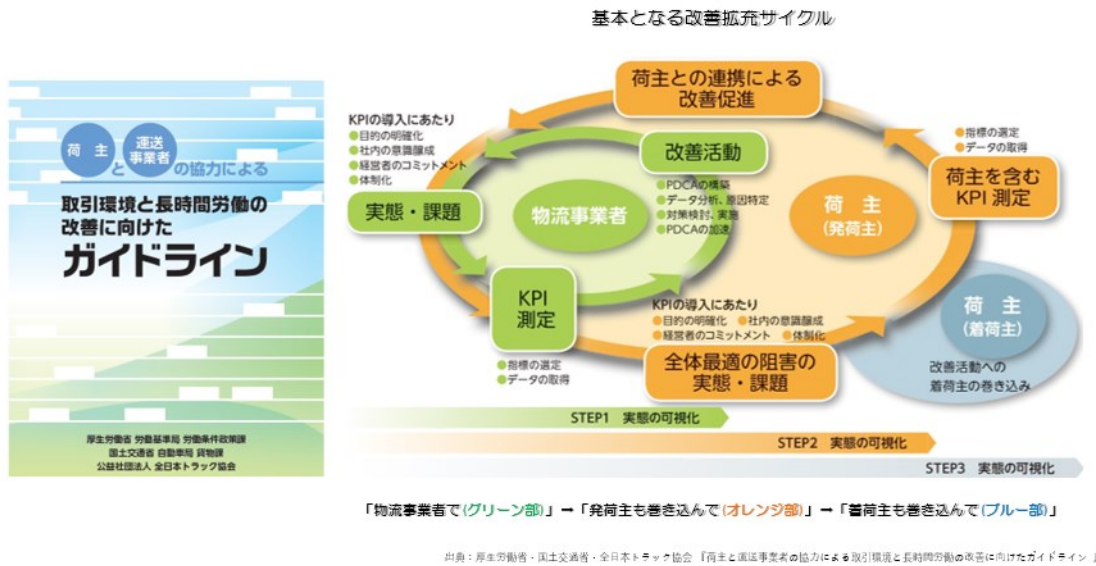 基本となる改善拡充サイクル
荷 主
と
運送
事業者
の協力による
取引環境と長時間労働の
改善に向けた
ガイドライン
厚生労働省 労働基準局 労働条件政策課
国土交通省 自動車局 貨物課
公益社団法人 全日本トラック協会
荷主との連携による
改善促進
KPIの導入にあたり
●目的の明確化
●社内の意識醸成
●経営者のコミットメント
●体制化
実態・課題
改善活動
●PDCAの構築
●データ分析、原因特定
●対策検討、実施
●PDCAの加速
物流事業者
荷 主
(発荷主)
●指標の選定
●データの取得
荷主を含む
KPI 測定
KPI
測定
●指標の選定
●データの取得
KPIの導入にあたり
●目的の明確化 ●社内の意識醸成
●経営者のコミットメント ●体制化
全体最適の阻害の
実態・課題
荷 主
(着荷主)
改善活動への
着荷主の巻き込み
STEP1 実態の可視化
STEP2 実態の可視化
STEP3 実態の可視化
「物流事業者で(グリーン部)」→「発荷主も巻き込んで(オレンジ部)」→「着荷主も巻き込んで(ブルー部)」
出典：厚生労働省・国土交通省・全日本トラック協会 『荷主と運送事業者の協力による取引環境と長時間労働の改善に向けたガイドライン 』